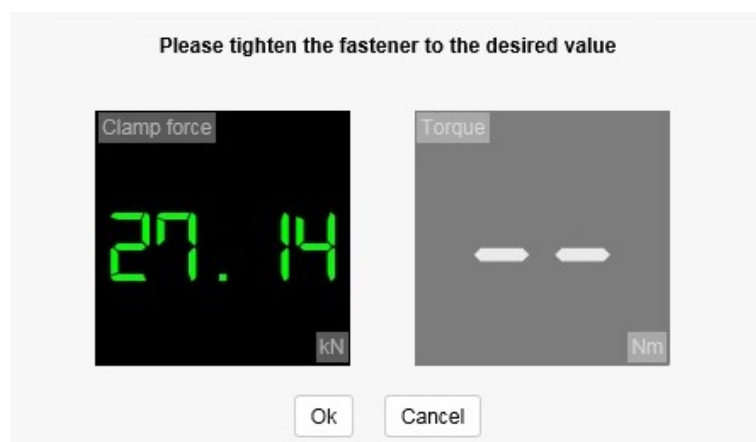 Please tighten the fastener to the desired value
Clamp force
27.14
kN
Torque
--
Nm
Ok
Cancel